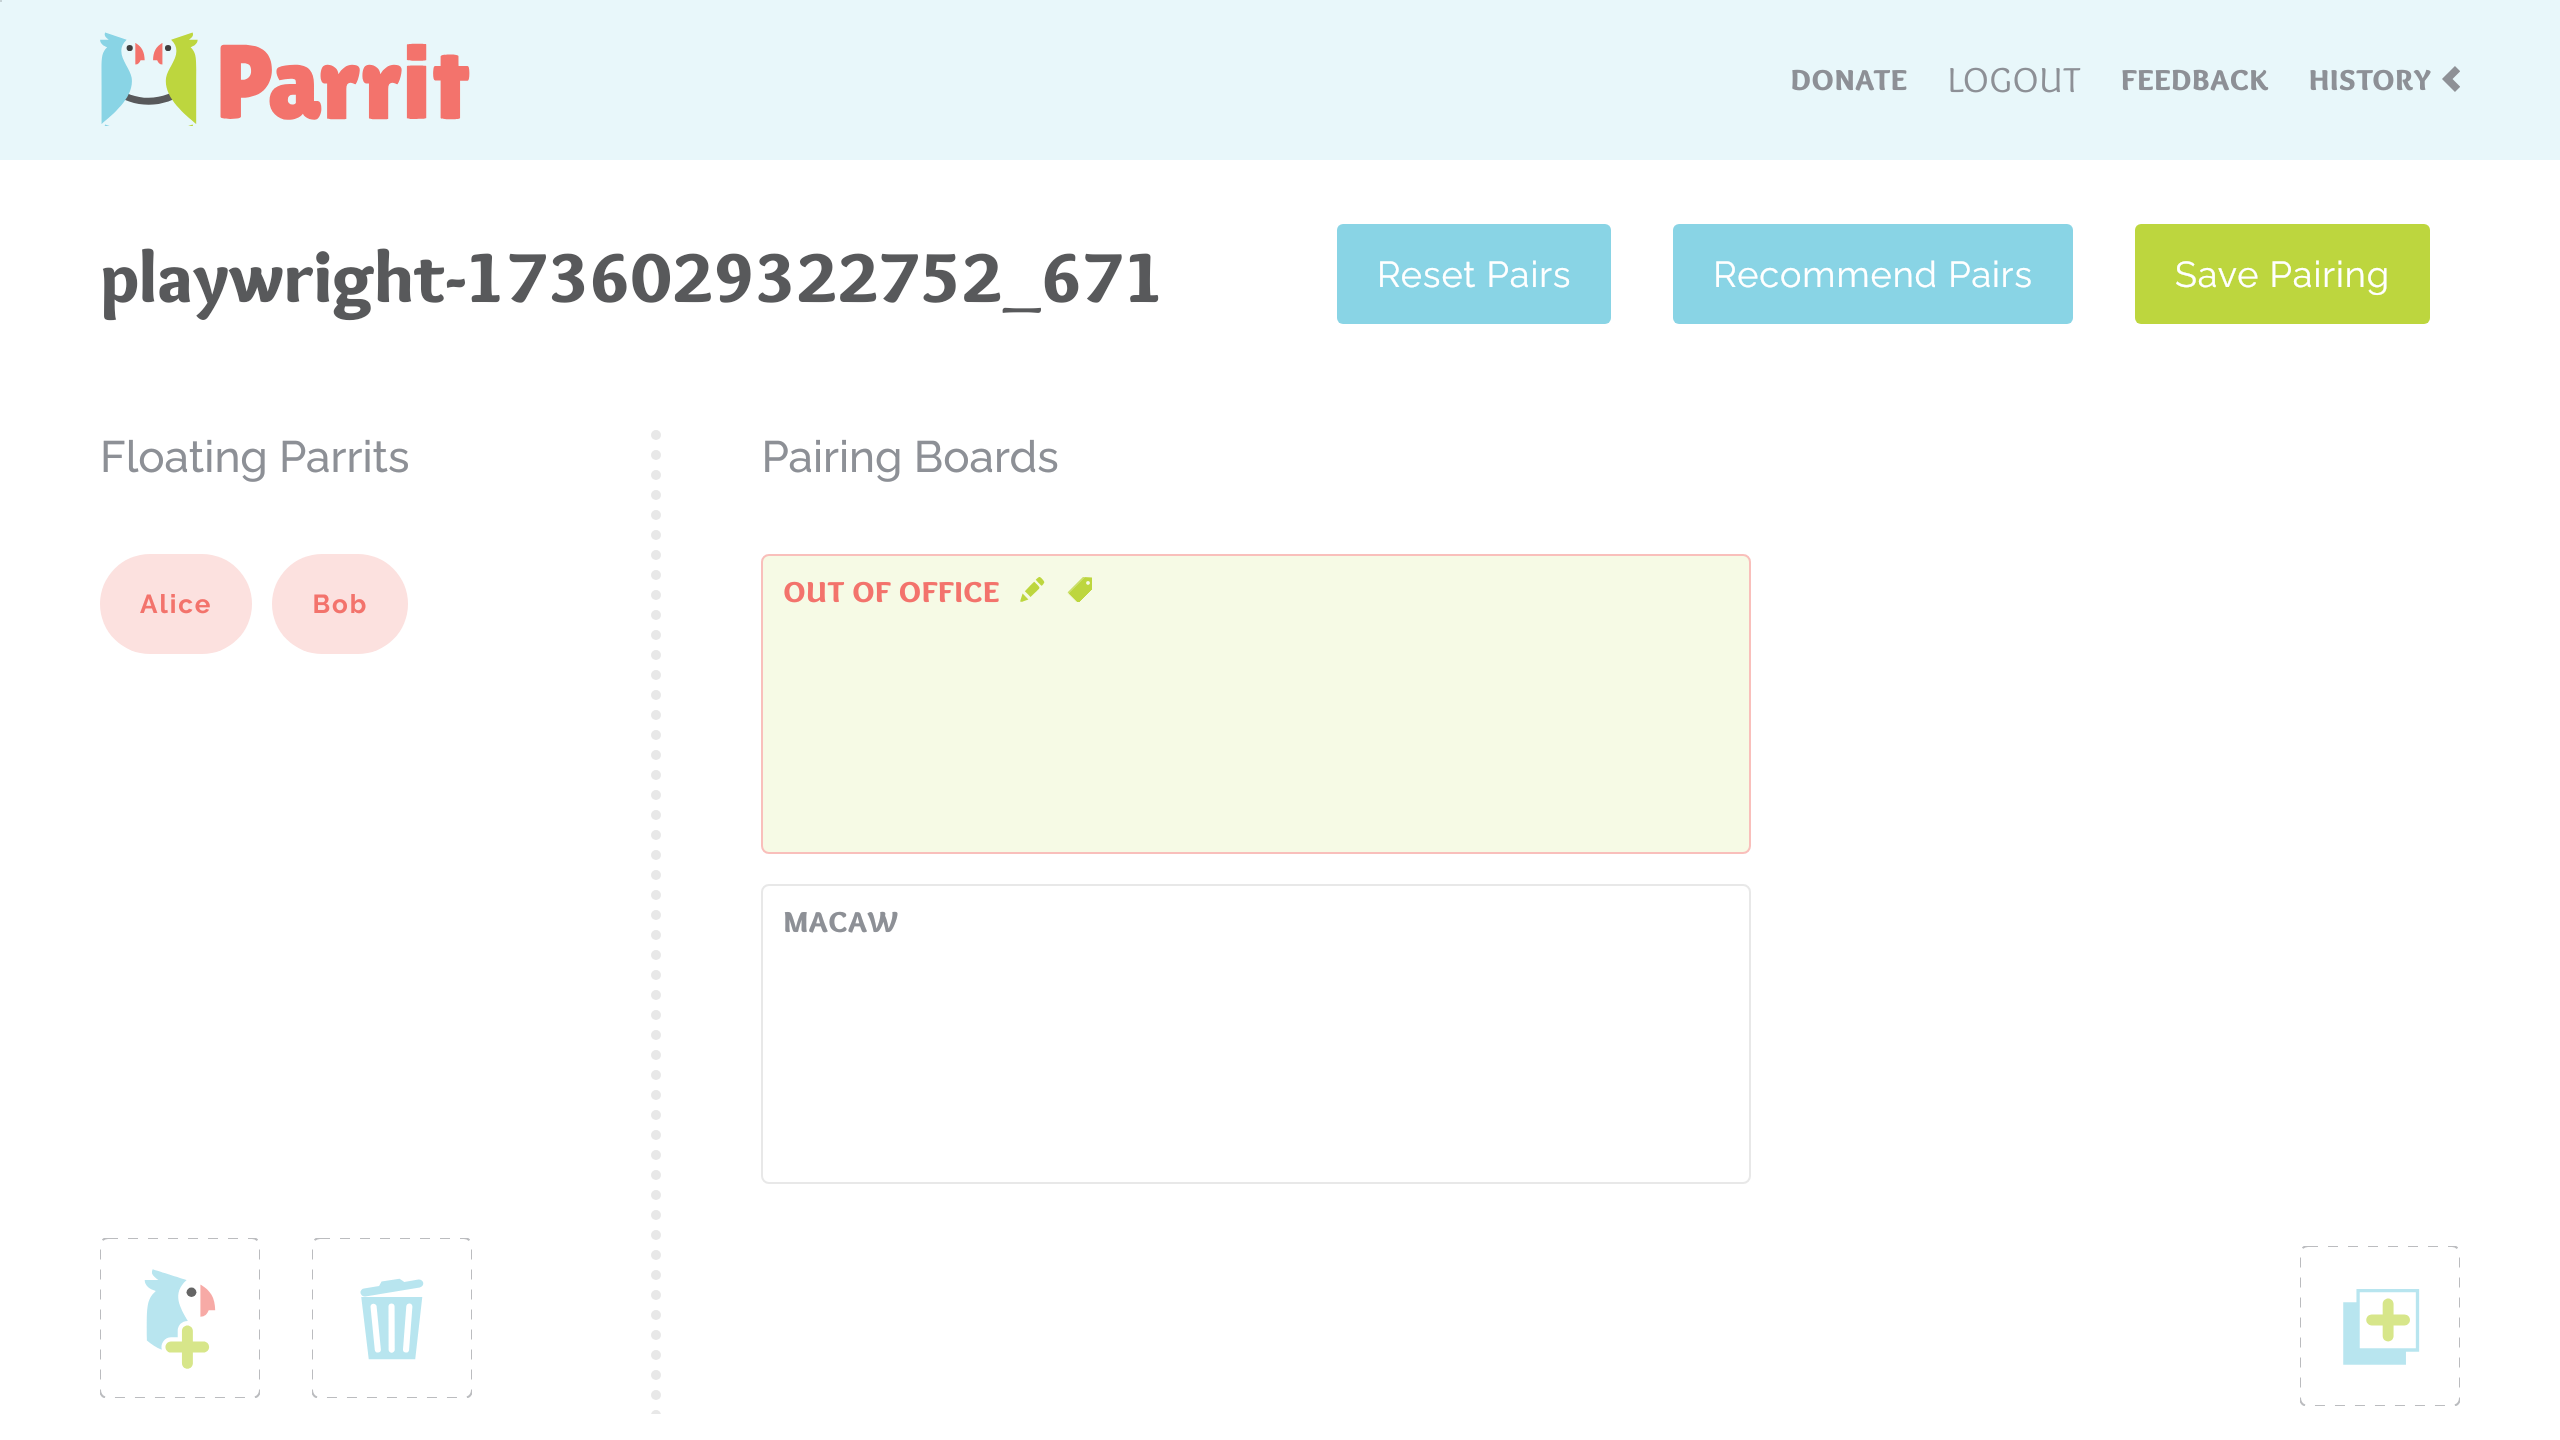 Parrit
DONATE LOGOUT FEEDBACK HISTORY
playwright-1736029322752_671
Reset Pairs
Recommend Pairs
Save Pairing
Floating Parrits
Alice
Bob
Pairing Boards
OUT OF OFFICE
MACAW